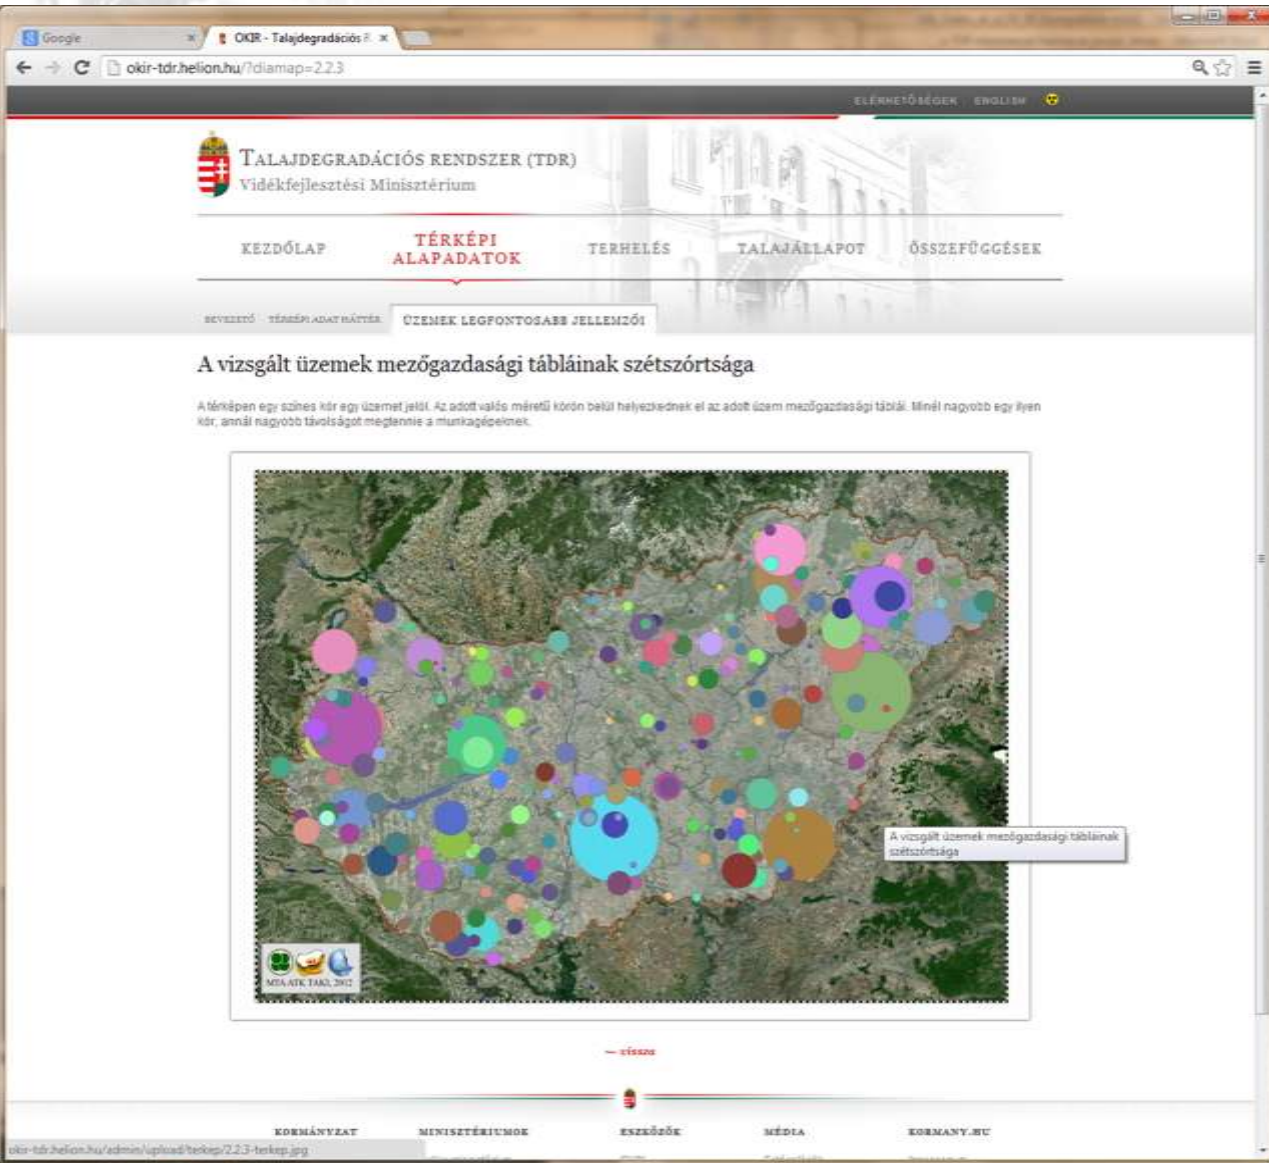 Google
OKIR - Talajdegradációs R
okir-tdr.helion.hu/?diamap=2.2.3
ELÉRHETŐSÉGEK ENGLISH
TALAJDEGRADÁCIÓS RENDSZER (TDR)
Vidékfejlesztési Minisztérium
KEZDŐLAP
TÉRKÉPI
ALAPADATOK
TERHELÉS
TALAJÁLLAPOT
ÖSSZEFÜGGÉSEK
BEVEZETŐ TÉRKÉPI ADAT HÁTTÉR ÜZEMEK LEGFONTOSABB JELLEMZŐI
A vizsgált üzemek mezőgazdasági tábláinak szétszórtsága
A térképen egy színes kör egy üzemet jelöl. Az adott valós méretű körön belül helyezkednek el az adott üzem mezőgazdasági táblái. Minél nagyobb egy ilyen
kör, annál nagyobb távolságot megtennie a munkagépeknek.
A vizsgált üzemek mezőgazdasági tábláinak
szétszórtsága
MTA ATK TAKI, 2012
— vissza
KORMÁNYZAT
MINISZTÉRIUMOK
ESZKÖZÖK
MÉDIA
KORMANY.HU
okir-tdr.helion.hu/admin/upload/terkep/2.2.3-terkep.jpg